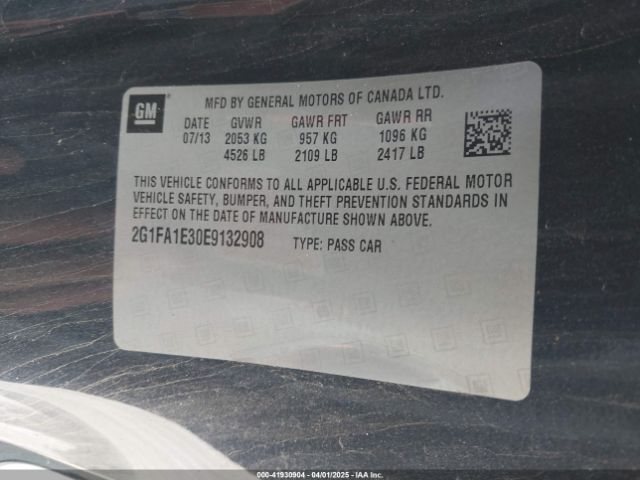 GM
MFD BY GENERAL MOTORS OF CANADA LTD.
DATE GVWR GAWR FRT GAWR RR
07/13 2053 KG 957 KG 1096 KG
4526 LB 2109 LB 2417 LB
THIS VEHICLE CONFORMS TO ALL APPLICABLE U.S. FEDERAL MOTOR
VEHICLE SAFETY, BUMPER, AND THEFT PREVENTION STANDARDS IN
EFFECT ON THE DATE OF MANUFACTURE SHOWN ABOVE.
2G1FA1E30E9132908 TYPE: PASS CAR
000-41930904 | 04/01/2025 | IAAI.com